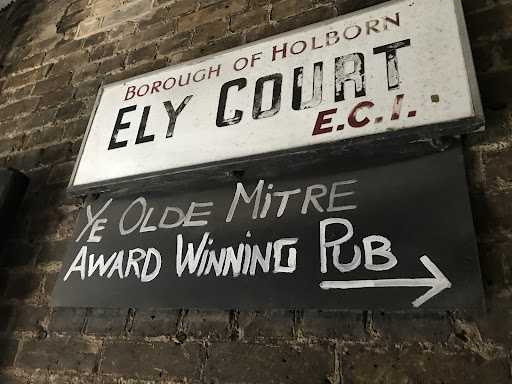 BOROUGH OF HOLBORN
ELY COURT
E.C.1.
YE OLDE MITRE
AWARD WINNING PUB